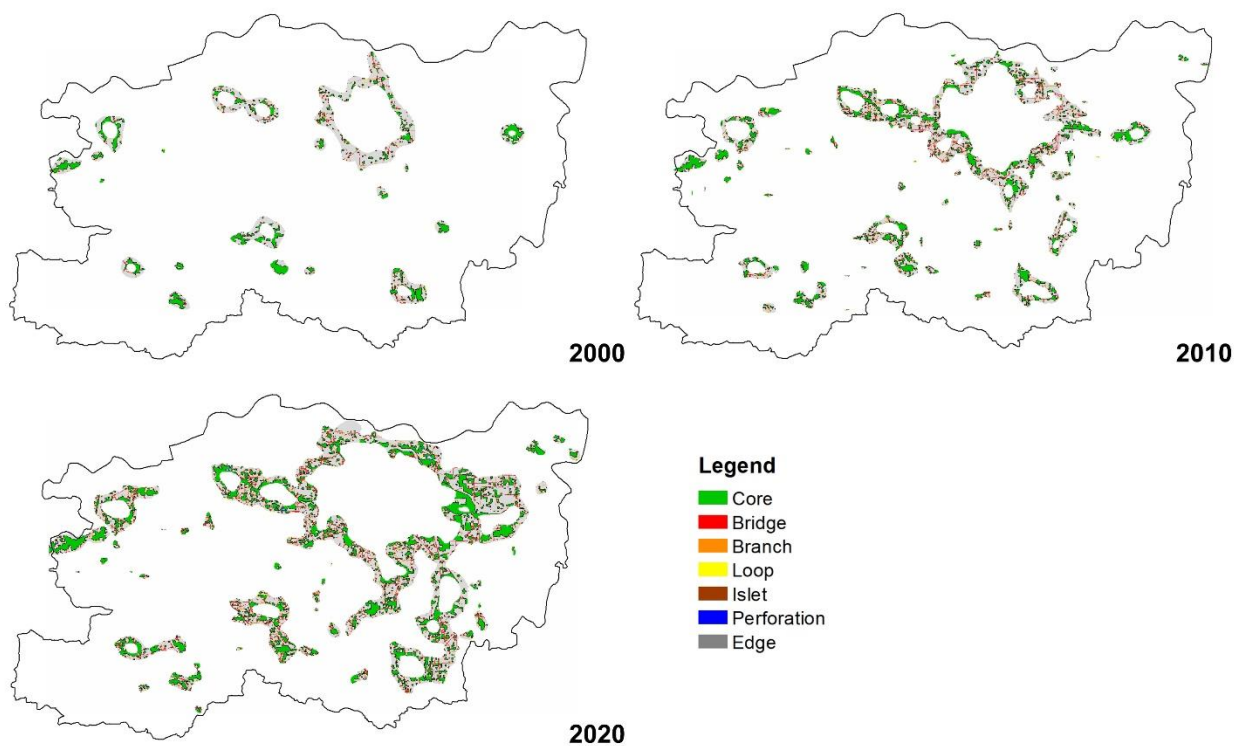 2000
2010
2020
Legend
Core
Bridge
Branch
Loop
Islet
Perforation
Edge